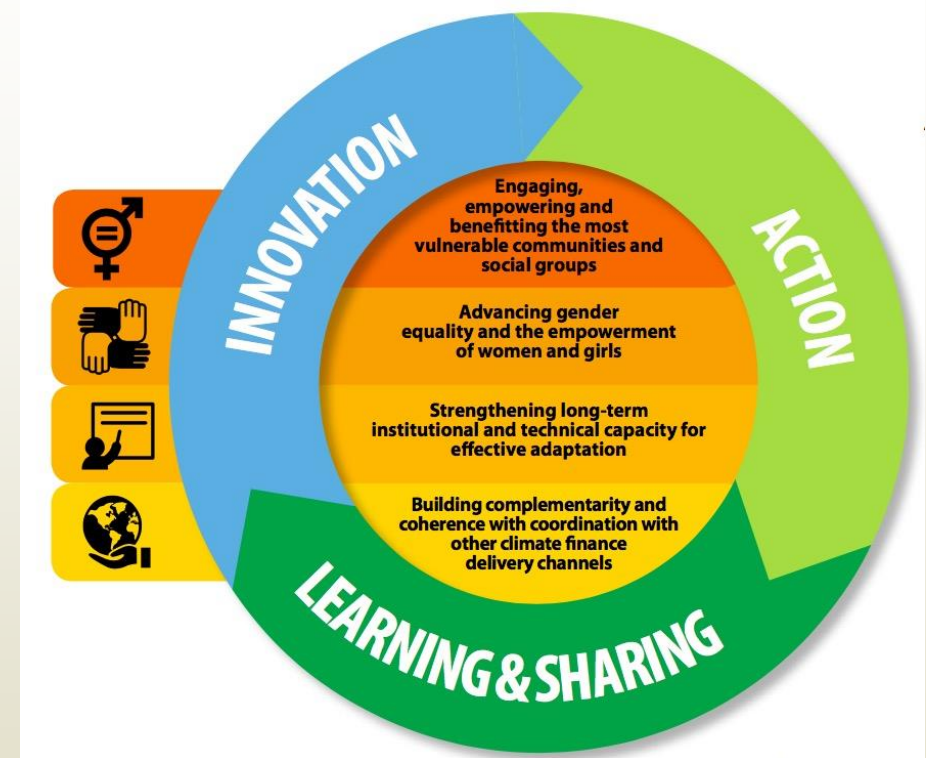 INNOVATION
ACTION
Engaging,
empowering and
benefitting the most
vulnerable communities and
social groups
Advancing gender
equality and the empowerment
of women and girls
Strengthening long-term
institutional and technical capacity for
effective adaptation
Building complementarity and
coherence with coordination with
other climate finance
delivery channels
LEARNING & SHARING